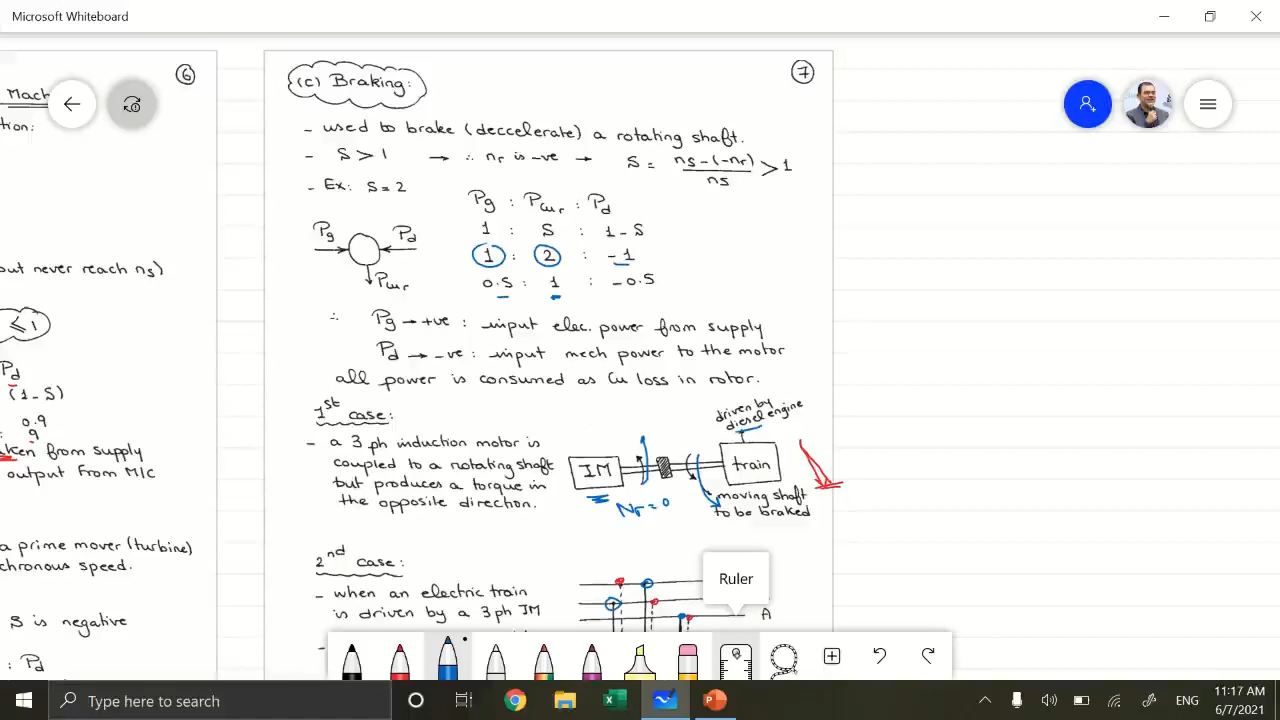 Microsoft Whiteboard
6
Mach
tion:
out never reach ns)
≤ 1
Pd
(1-S)
0.9
9
aken from supply
output from M/C
a prime mover (turbine)
chronous speed.
S is negative
: Pd
7
(c) Braking:
- used to brake (deccelerate) a rotating shaft.
- S > 1 → ∴ nr is -ve → S = ns-(-nr) / ns > 1
- Ex: S = 2
Pg : Pcur : Pd
1 : S : 1-S
1 : 2 : -1
0.5 : 1 : -0.5
Pg Pd
Pcur
∴ Pg → +ve : input elec. power from supply
Pd → -ve : input mech power to the motor
all power is consumed as Cu loss in rotor.
1st case:
- a 3 ph induction motor is
coupled to a rotating shaft
but produces a torque in
the opposite direction.
driven by
diesel engine
IM
train
Nr = 0
moving shaft
to be braked
2nd case:
- when an electric train
is driven by a 3 ph IM
A
Ruler
Type here to search
ENG
11:17 AM
6/7/2021